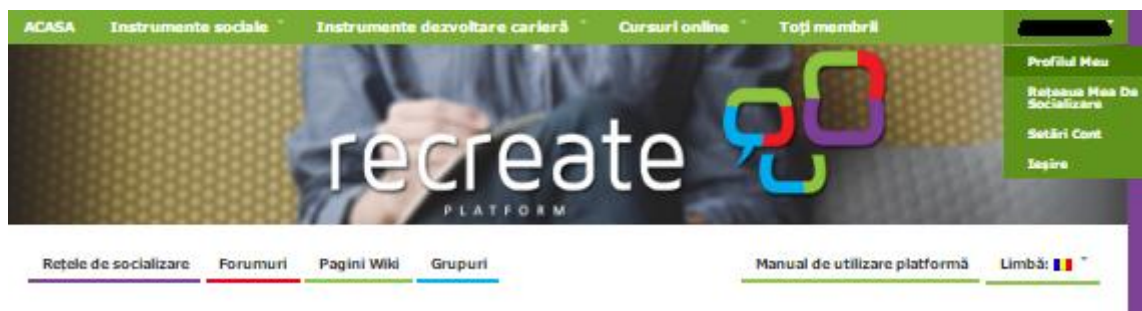 ACASA Instrumente sociale Instrumente dezvoltare carieră Cursuri online Toți membrii
Profilul Meu
Rețeaua Mea De
Socializare
Setări Cont
Ieșire
recreate
PLATFORM
Rețele de socializare Forumuri Pagini Wiki Grupuri Manual de utilizare platformă Limbă: